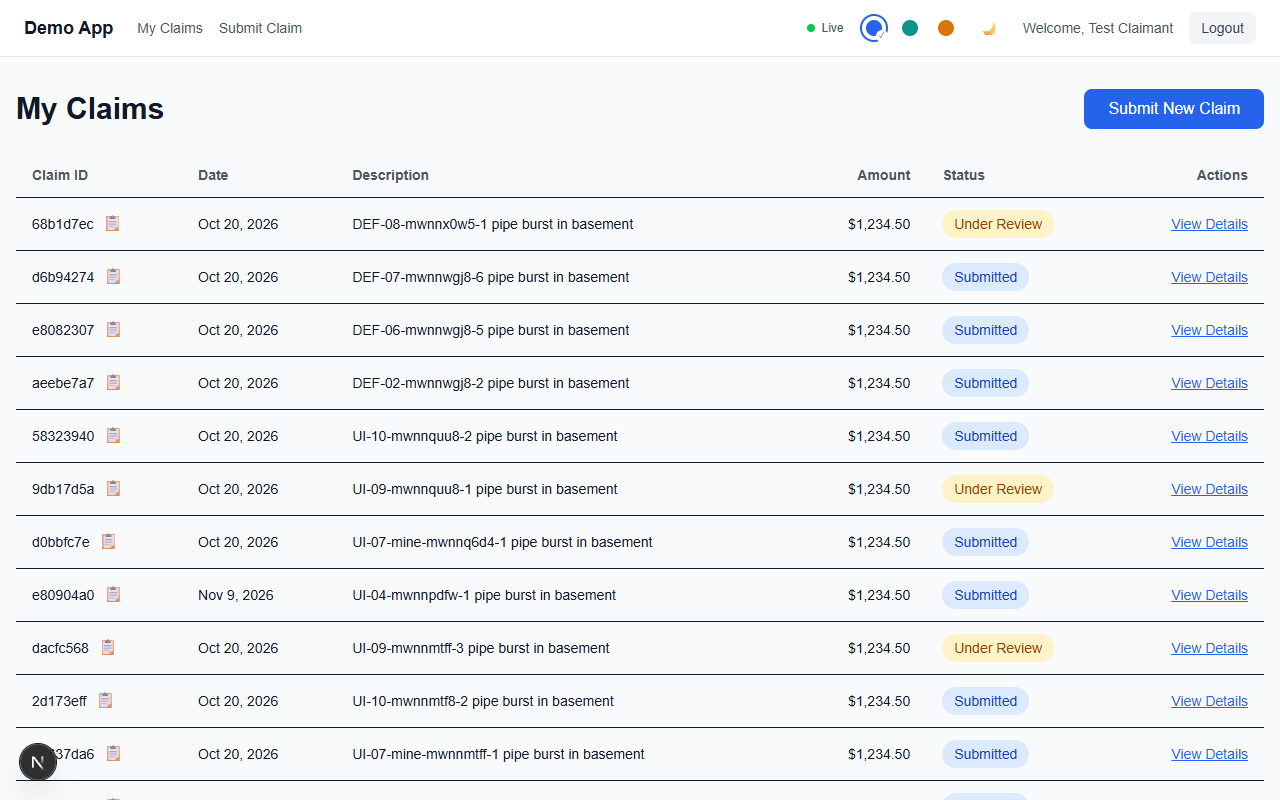 Demo App My Claims Submit Claim Live Welcome, Test Claimant Logout
My Claims Submit New Claim
Claim ID Date Description Amount Status Actions
68b1d7ec Oct 20, 2026 DEF-08-mwnnx0w5-1 pipe burst in basement $1,234.50 Under Review View Details
d6b94274 Oct 20, 2026 DEF-07-mwnnwgj8-6 pipe burst in basement $1,234.50 Submitted View Details
e8082307 Oct 20, 2026 DEF-06-mwnnwgj8-5 pipe burst in basement $1,234.50 Submitted View Details
aeebe7a7 Oct 20, 2026 DEF-02-mwnnwgj8-2 pipe burst in basement $1,234.50 Submitted View Details
58323940 Oct 20, 2026 UI-10-mwnnquu8-2 pipe burst in basement $1,234.50 Submitted View Details
9db17d5a Oct 20, 2026 UI-09-mwnnquu8-1 pipe burst in basement $1,234.50 Under Review View Details
d0bbfc7e Oct 20, 2026 UI-07-mine-mwnnq6d4-1 pipe burst in basement $1,234.50 Submitted View Details
e80904a0 Nov 9, 2026 UI-04-mwnnpdfw-1 pipe burst in basement $1,234.50 Submitted View Details
dacfc568 Oct 20, 2026 UI-09-mwnnmtff-3 pipe burst in basement $1,234.50 Under Review View Details
2d173eff Oct 20, 2026 UI-10-mwnnmtf8-2 pipe burst in basement $1,234.50 Submitted View Details
N 37da6 Oct 20, 2026 UI-07-mine-mwnnmtff-1 pipe burst in basement $1,234.50 Submitted View Details